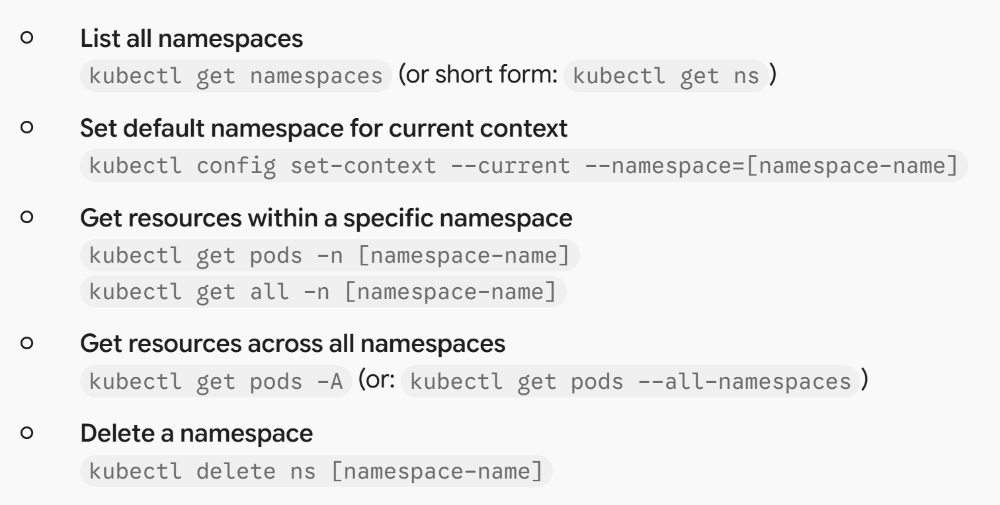 List all namespaces
kubectl get namespaces (or short form: kubectl get ns)
Set default namespace for current context
kubectl config set-context --current --namespace=[namespace-name]
Get resources within a specific namespace
kubectl get pods -n [namespace-name]
kubectl get all -n [namespace-name]
Get resources across all namespaces
kubectl get pods -A (or: kubectl get pods --all-namespaces)
Delete a namespace
kubectl delete ns [namespace-name]